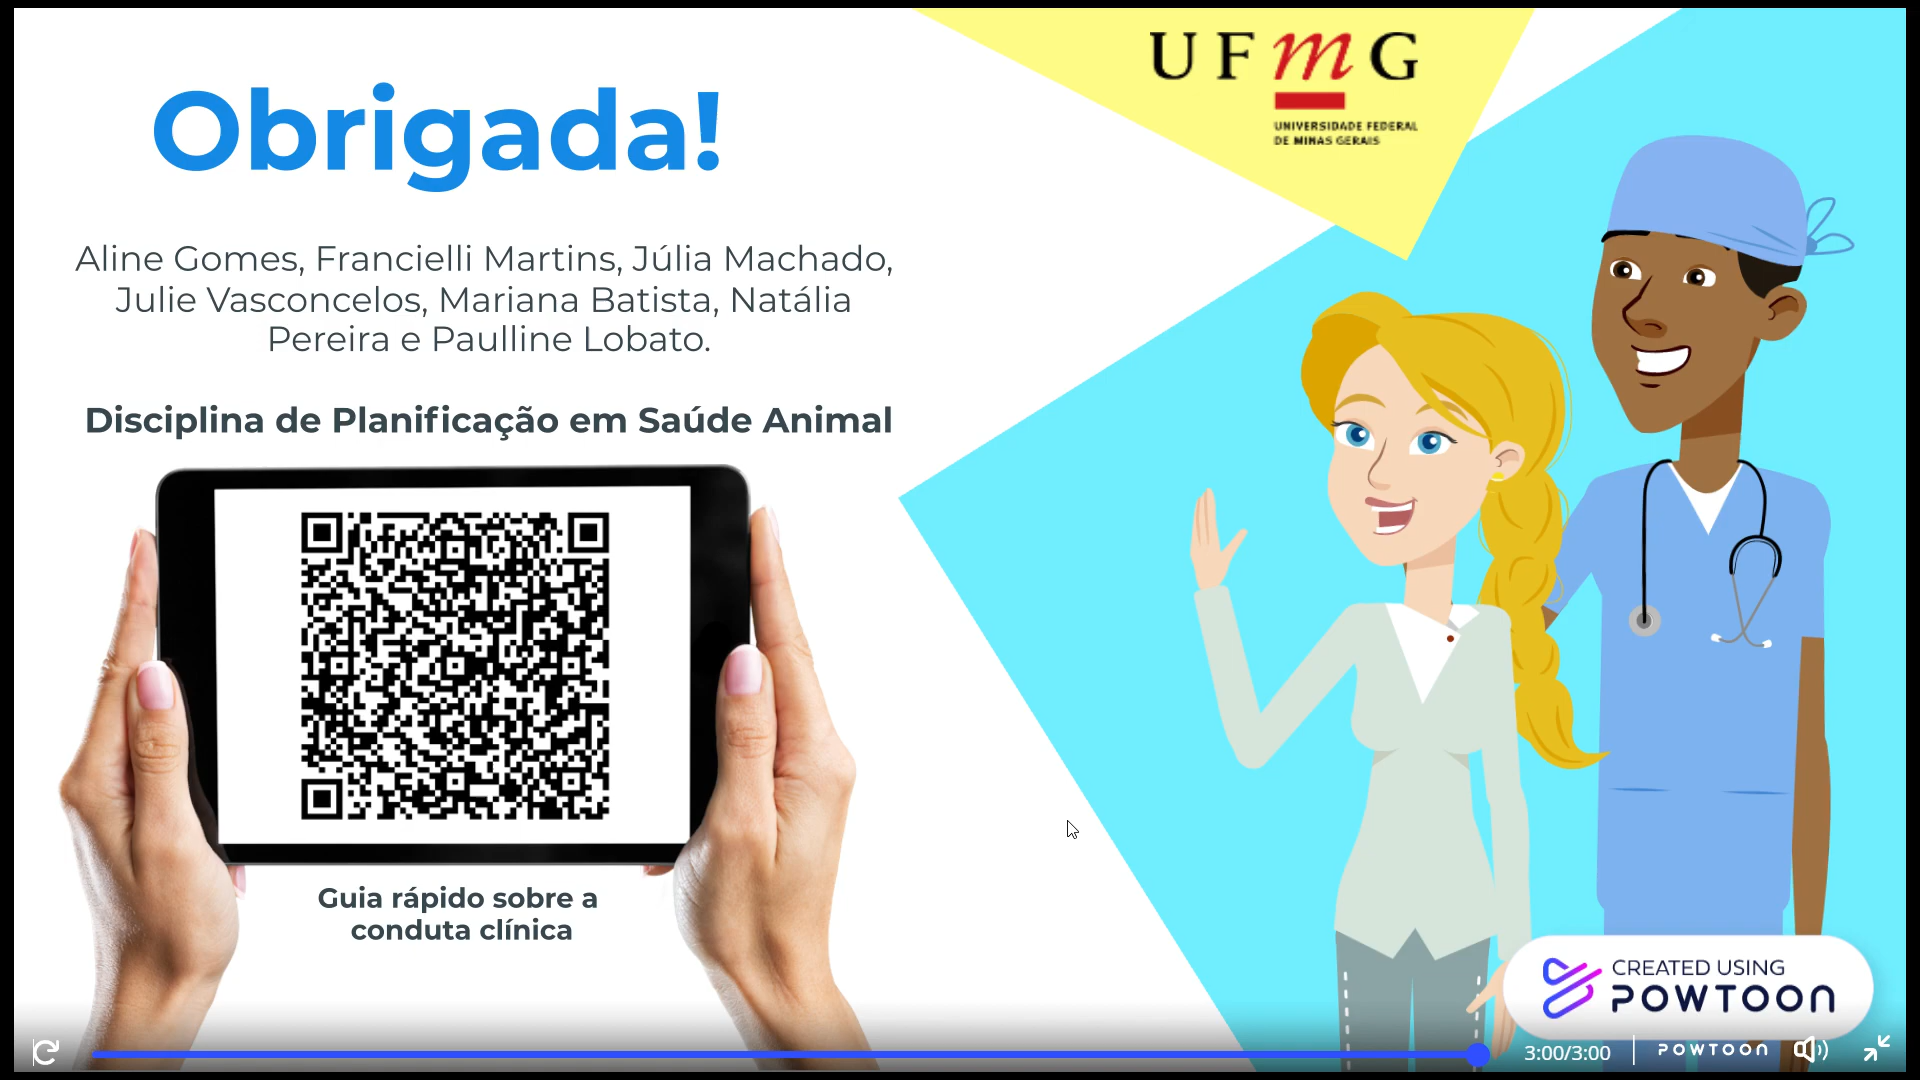 UFmG
UNIVERSIDADE FEDERAL
DE MINAS GERAIS
Obrigada!
Aline Gomes, Francielli Martins, Júlia Machado,
Julie Vasconcelos, Mariana Batista, Natália
Pereira e Paulline Lobato.
Disciplina de Planificação em Saúde Animal
Guia rápido sobre a
conduta clínica
CREATED USING
POWTOON
3:00/3:00
POWTOON